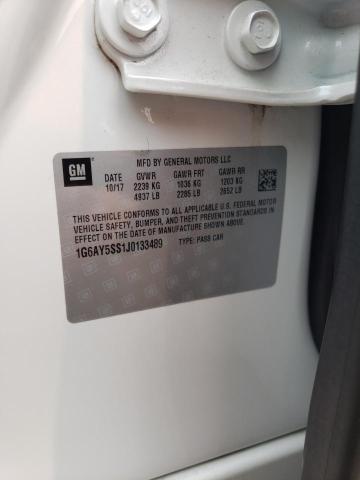 GM
MFD BY GENERAL MOTORS LLC
DATE GVWR GAWR FRT GAWR RR
10/17 2239 KG 1036 KG 1203 KG
4937 LB 2285 LB 2652 LB
THIS VEHICLE CONFORMS TO ALL APPLICABLE U.S. FEDERAL MOTOR
VEHICLE SAFETY, BUMPER, AND THEFT PREVENTION STANDARDS IN
EFFECT ON THE DATE OF MANUFACTURE SHOWN ABOVE.
1G6AY5SS1J0133489 TYPE: PASS CAR